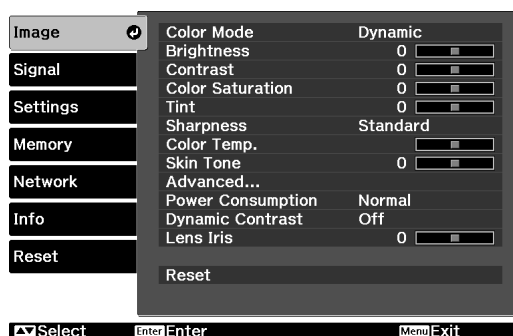 Image
Signal
Settings
Memory
Network
Info
Reset
Color Mode Dynamic
Brightness 0
Contrast 0
Color Saturation 0
Tint 0
Sharpness Standard
Color Temp.
Skin Tone 0
Advanced...
Power Consumption Normal
Dynamic Contrast Off
Lens Iris 0
Reset
Select Enter Enter Menu Exit